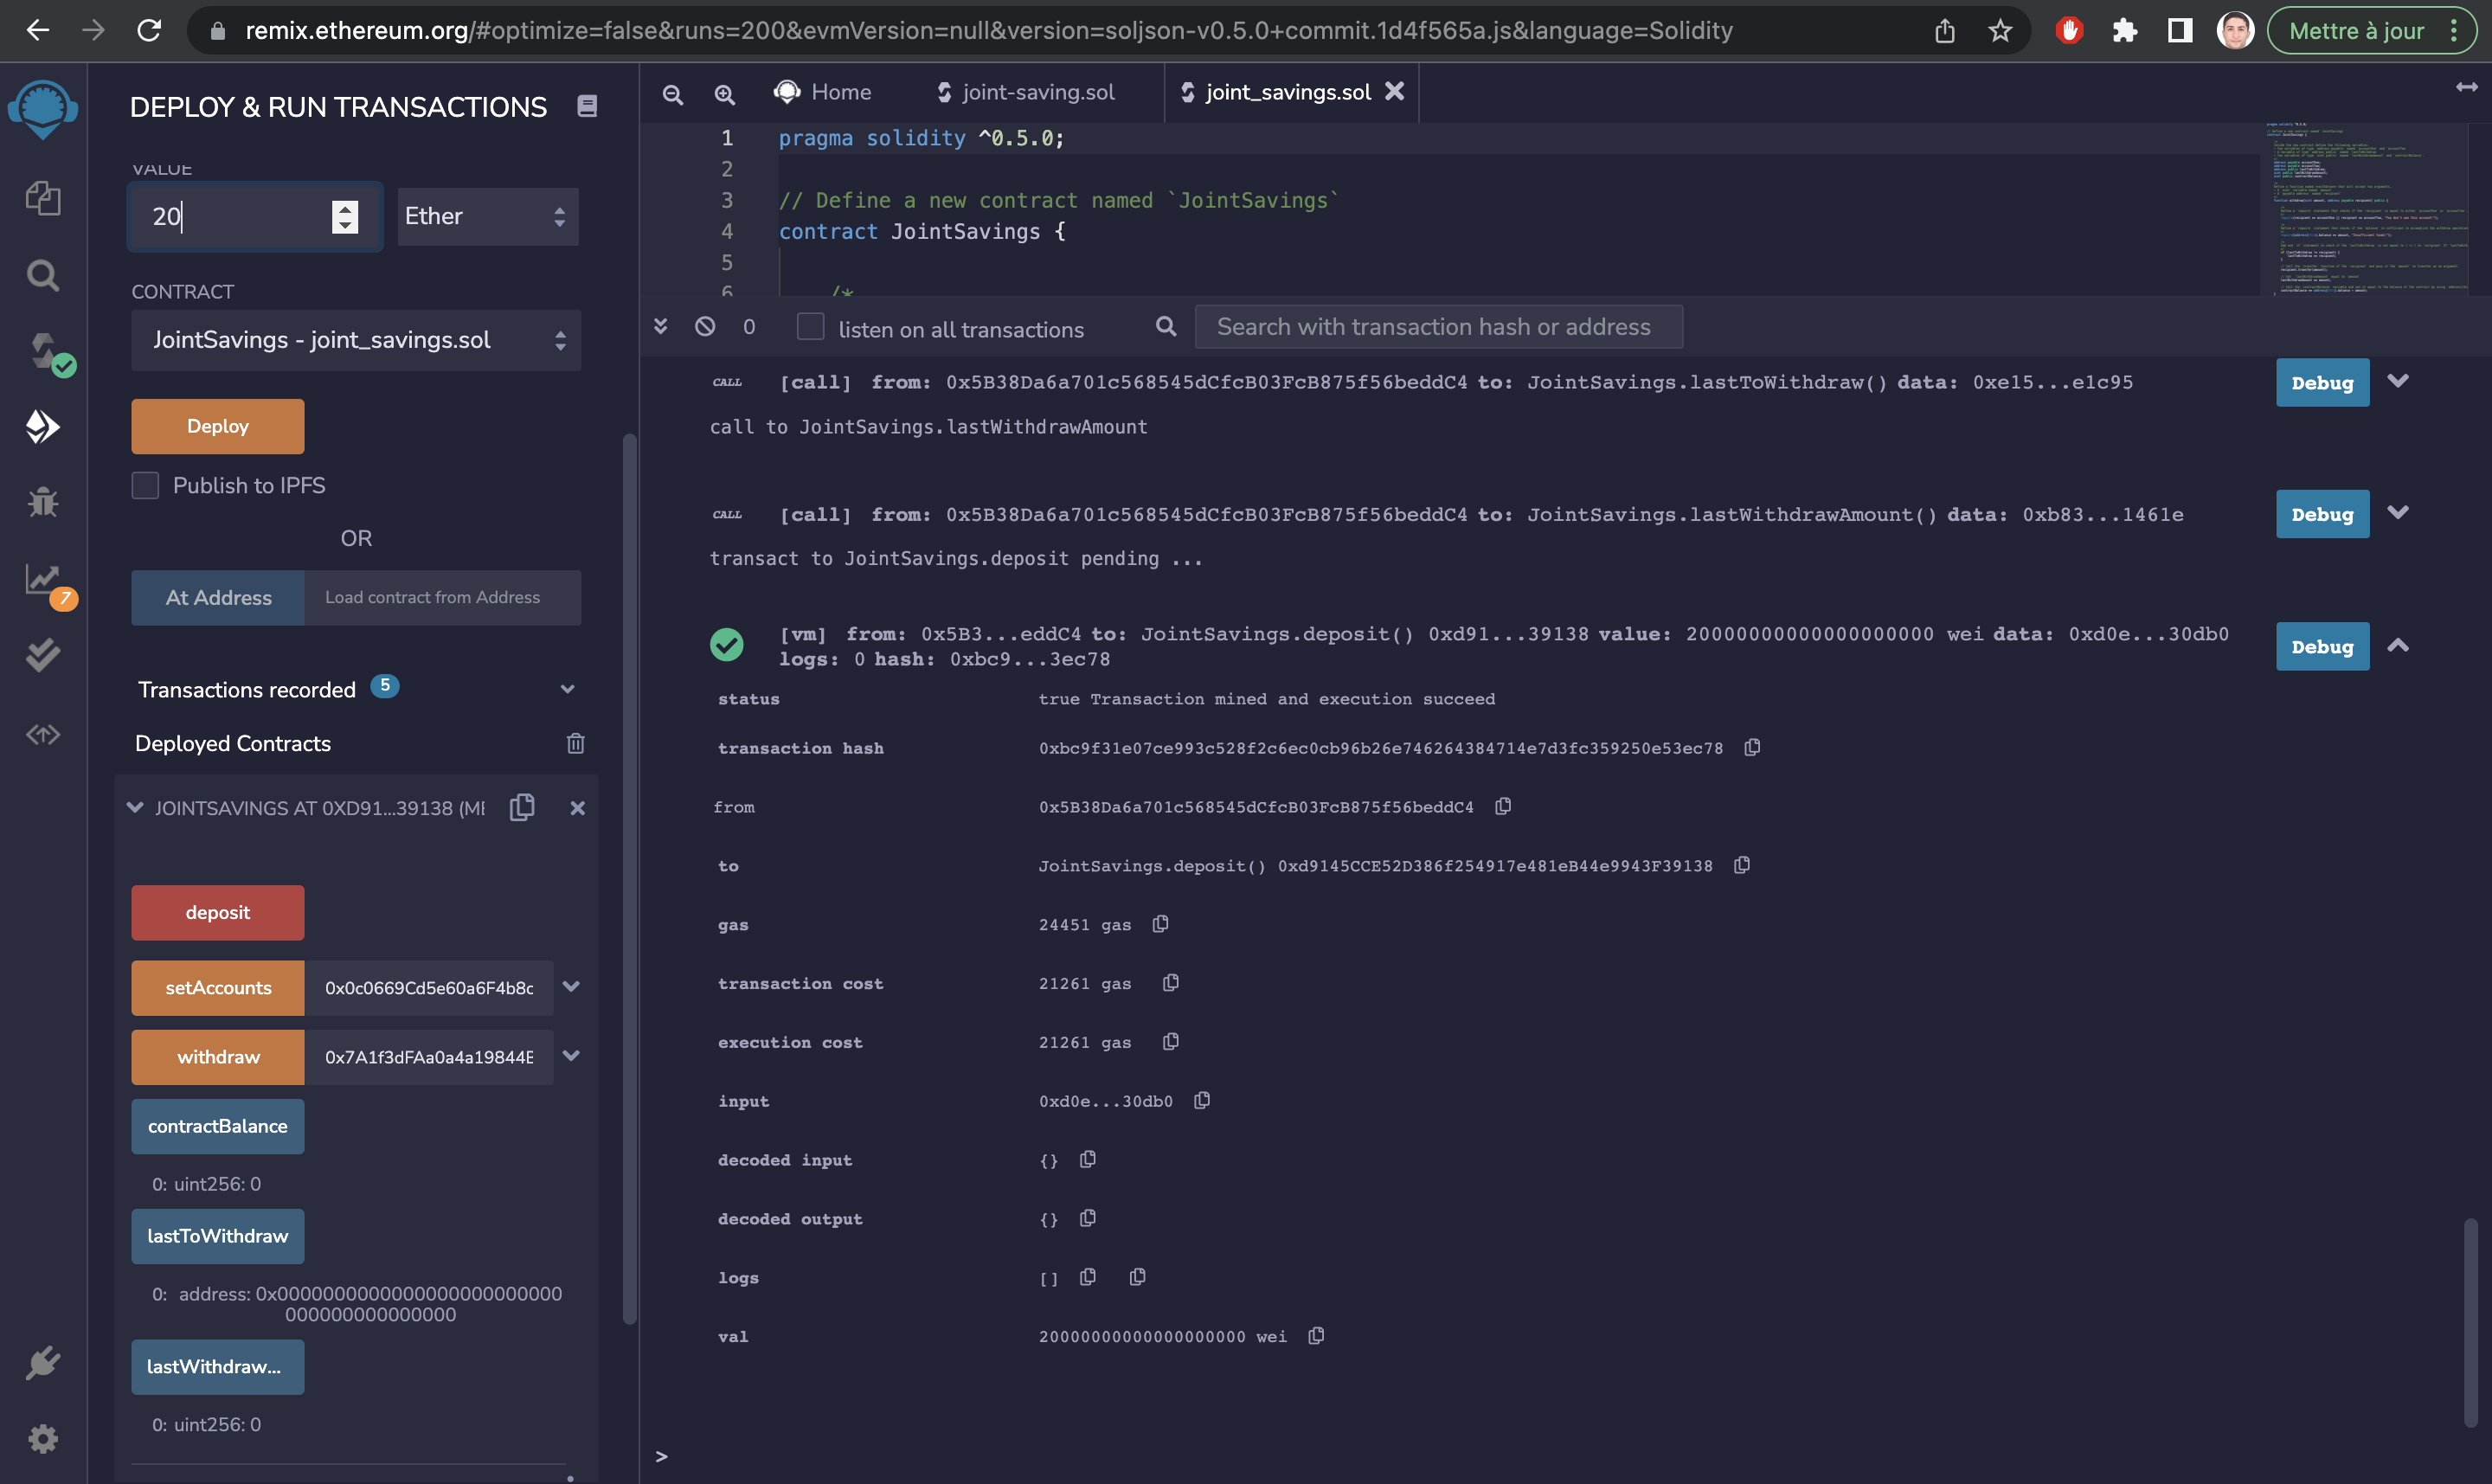 remix.ethereum.org/#optimize=false&runs=200&evmVersion=null&version=soljson-v0.5.0+commit.1d4f565a.js&language=Solidity
Mettre à jour
DEPLOY & RUN TRANSACTIONS
VALUE
20
Ether
CONTRACT
JointSavings - joint_savings.sol
Deploy
Publish to IPFS
OR
At Address
Load contract from Address
7
Transactions recorded 5
Deployed Contracts
JOINTSAVINGS AT 0XD91...39138 (ME
deposit
setAccounts
0x0c0669Cd5e60a6F4b8c
withdraw
0x7A1f3dFAa0a4a19844E
contractBalance
0: uint256: 0
lastToWithdraw
0: address: 0x00000000000000000000000000
000000000000000
lastWithdraw...
0: uint256: 0
Home
joint-saving.sol
joint_savings.sol
1 pragma solidity ^0.5.0;
2
3 // Define a new contract named `JointSavings`
4 contract JointSavings {
5
6 /*
0
listen on all transactions
Search with transaction hash or address
CALL [call] from: 0x5B38Da6a701c568545dCfcB03FcB875f56beddC4 to: JointSavings.lastToWithdraw() data: 0xe15...e1c95
Debug
call to JointSavings.lastWithdrawAmount
CALL [call] from: 0x5B38Da6a701c568545dCfcB03FcB875f56beddC4 to: JointSavings.lastWithdrawAmount() data: 0xb83...1461e
Debug
transact to JointSavings.deposit pending ...
[vm] from: 0x5B3...eddC4 to: JointSavings.deposit() 0xd91...39138 value: 20000000000000000000 wei data: 0xd0e...30db0
logs: 0 hash: 0xbc9...3ec78
Debug
status true Transaction mined and execution succeed
transaction hash 0xbc9f31e07ce993c528f2c6ec0cb96b26e746264384714e7d3fc359250e53ec78
from 0x5B38Da6a701c568545dCfcB03FcB875f56beddC4
to JointSavings.deposit() 0xd9145CCE52D386f254917e481eB44e9943F39138
gas 24451 gas
transaction cost 21261 gas
execution cost 21261 gas
input 0xd0e...30db0
decoded input {}
decoded output {}
logs []
val 20000000000000000000 wei
>